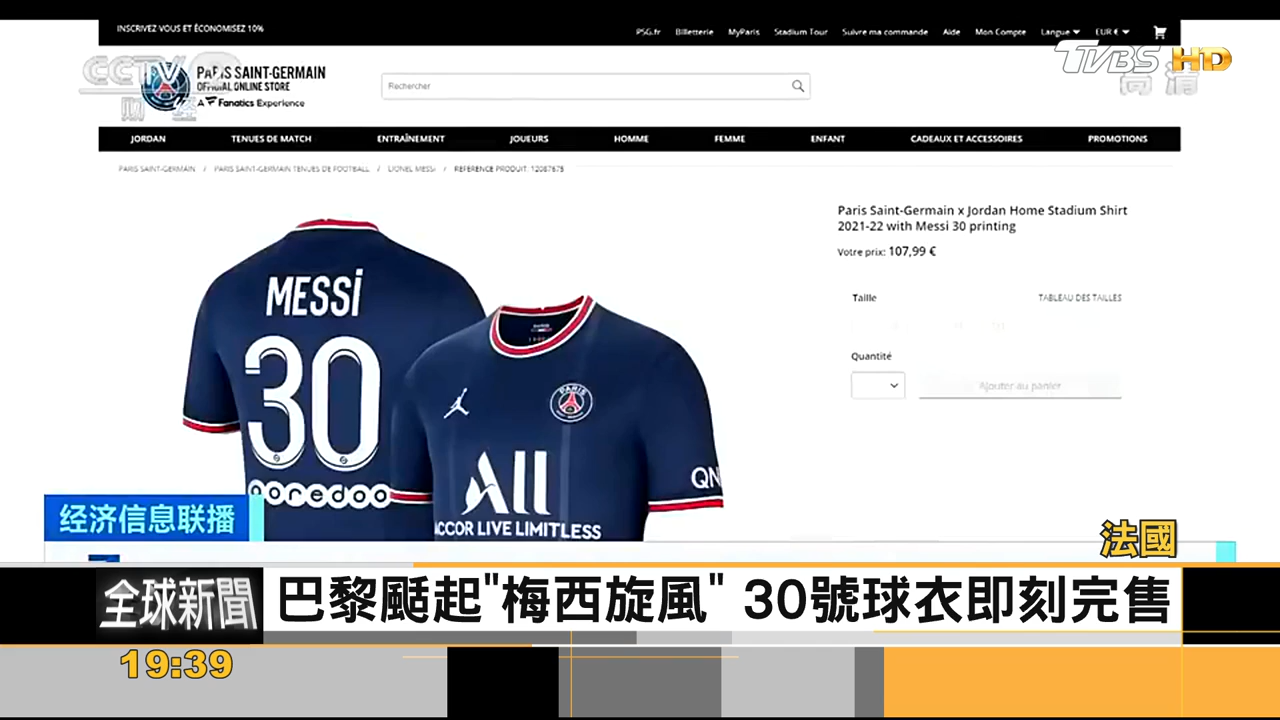 INSCRIVEZ VOUS ET ÉCONOMISEZ 10%
PSG.fr Billetterie MyParis Stadium Tour Suivre ma commande Aide Mon Compte Langue EUR €
TVBS HD
高清
CCTV 2
财经
PARIS SAINT-GERMAIN
OFFICIAL ONLINE STORE
A Fanatics Experience
Rechercher
JORDAN TENUES DE MATCH ENTRAÎNEMENT JOUEURS HOMME FEMME ENFANT CADEAUX ET ACCESSOIRES PROMOTIONS
PARIS SAINT-GERMAIN / PARIS SAINT-GERMAIN TENUES DE FOOTBALL / LIONEL MESSI / REFERENCE PRODUIT: 12087675
Paris Saint-Germain x Jordan Home Stadium Shirt
2021-22 with Messi 30 printing
Votre prix: 107,99 €
Taille TABLEAU DES TAILLES
Quantité
Ajouter au panier
MESSI
30
ooredoo
PARIS
ALL
ACCOR LIVE LIMITLESS
QN
经济信息联播
法國
全球新聞
巴黎颳起"梅西旋風" 30號球衣即刻完售
19:39